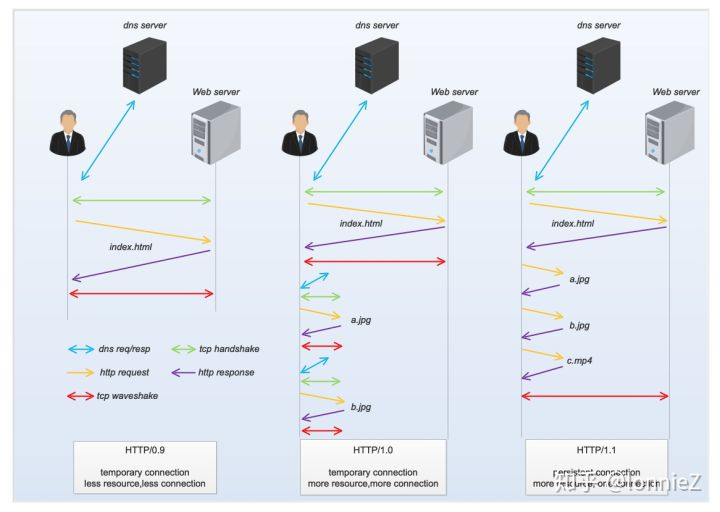 dns server
dns server
dns server
Web server
Web server
Web server
index.html
index.html
index.html
a.jpg
a.jpg
b.jpg
b.jpg
c.mp4
dns req/resp
tcp handshake
http request
http response
tcp waveshake
HTTP/0.9
temporary connection
less resource,less connection
HTTP/1.0
temporary connection
more resource,more connection
HTTP/1.1
persistent connection
more resource, one connection
知乎 @lonnieZ